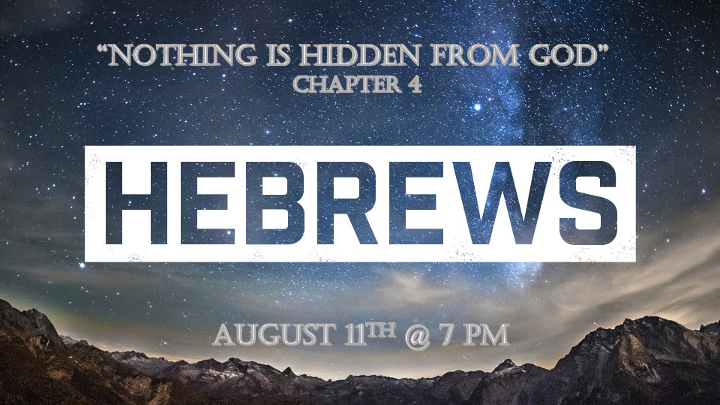 “NOTHING IS HIDDEN FROM GOD”
CHAPTER 4
HEBREWS
AUGUST 11TH @ 7 PM